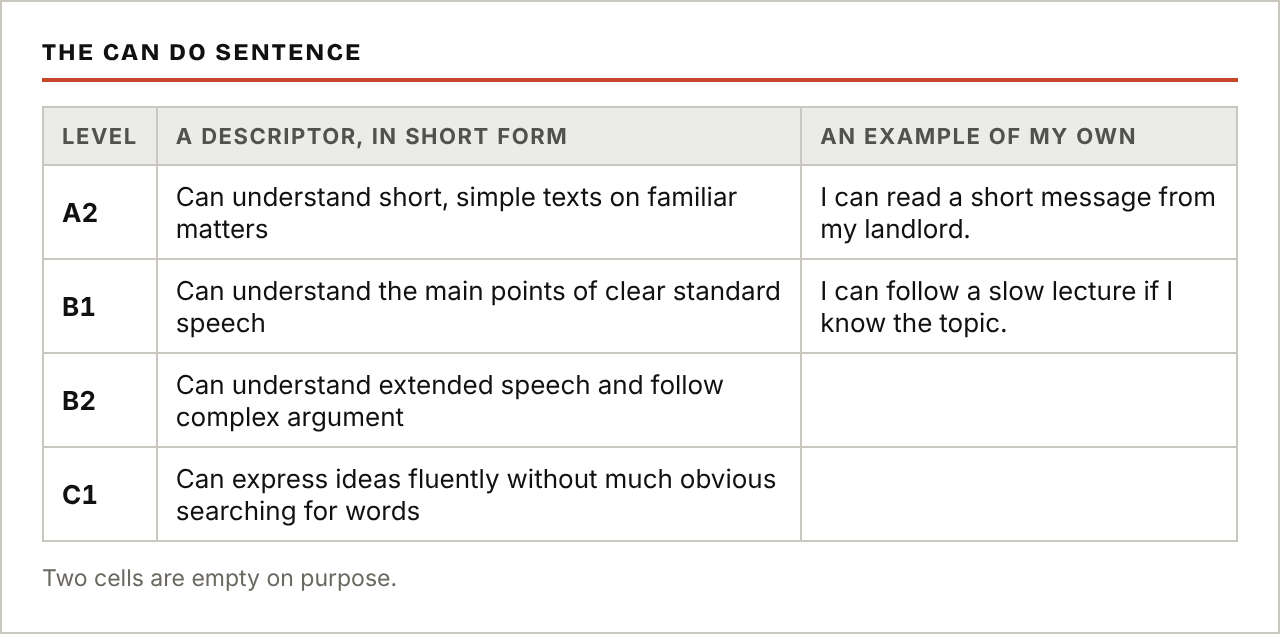 THE CAN DO SENTENCE
LEVEL
A DESCRIPTOR, IN SHORT FORM
AN EXAMPLE OF MY OWN
A2
Can understand short, simple texts on familiar
matters
I can read a short message from
my landlord.
B1
Can understand the main points of clear standard
speech
I can follow a slow lecture if I
know the topic.
B2
Can understand extended speech and follow
complex argument
C1
Can express ideas fluently without much obvious
searching for words
Two cells are empty on purpose.